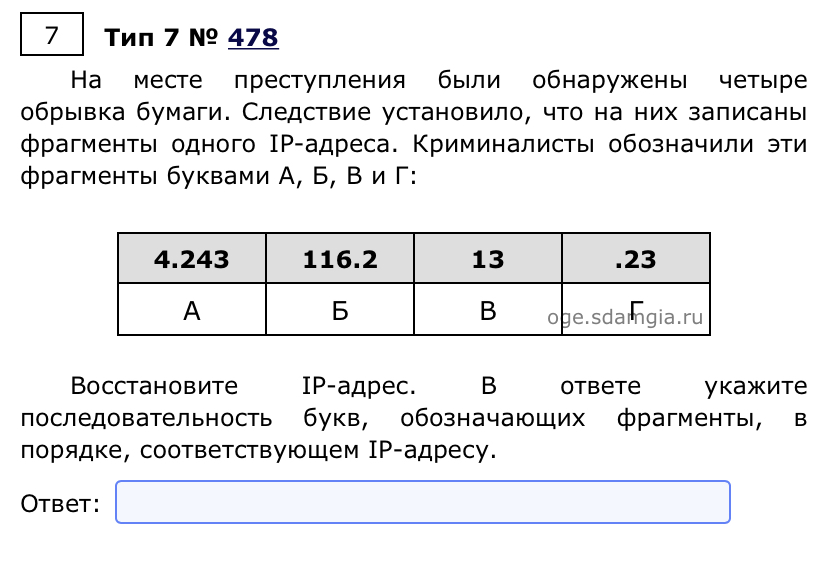 7 Тип 7 № 478
На месте преступления были обнаружены четыре
обрывка бумаги. Следствие установило, что на них записаны
фрагменты одного IP-адреса. Криминалисты обозначили эти
фрагменты буквами А, Б, В и Г:
4.243 116.2 13 .23
А Б В Г
oge.sdamgia.ru
Восстановите IP-адрес. В ответе укажите
последовательность букв, обозначающих фрагменты, в
порядке, соответствующем IP-адресу.
Ответ: